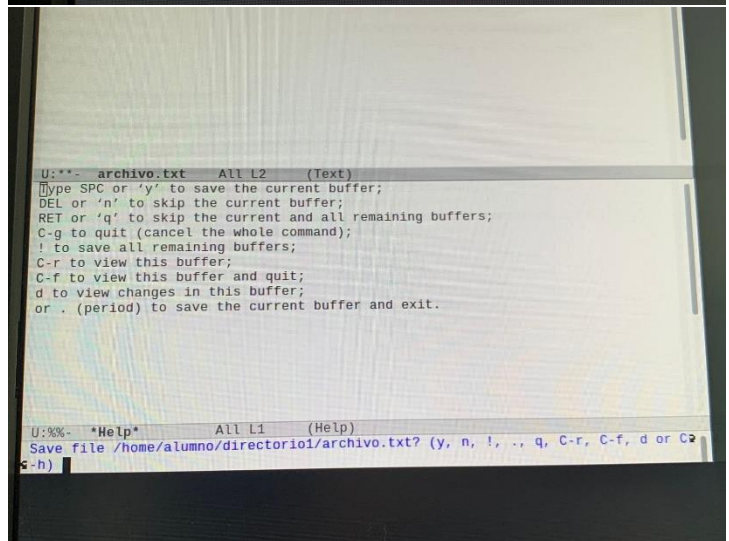 U:**-  archivo.txt    All L2    (Text)
Type SPC or ‘y’ to save the current buffer;
DEL or ‘n’ to skip the current buffer;
RET or ‘q’ to skip the current and all remaining buffers;
C-g to quit (cancel the whole command);
! to save all remaining buffers;
C-r to view this buffer;
C-f to view this buffer and quit;
d to view changes in this buffer;
or . (period) to save the current buffer and exit.
U:%%-  *Help*    All L1    (Help)
Save file /home/alumno/directorio1/archivo.txt? (y, n, !, ., q, C-r, C-f, d or C
-h)